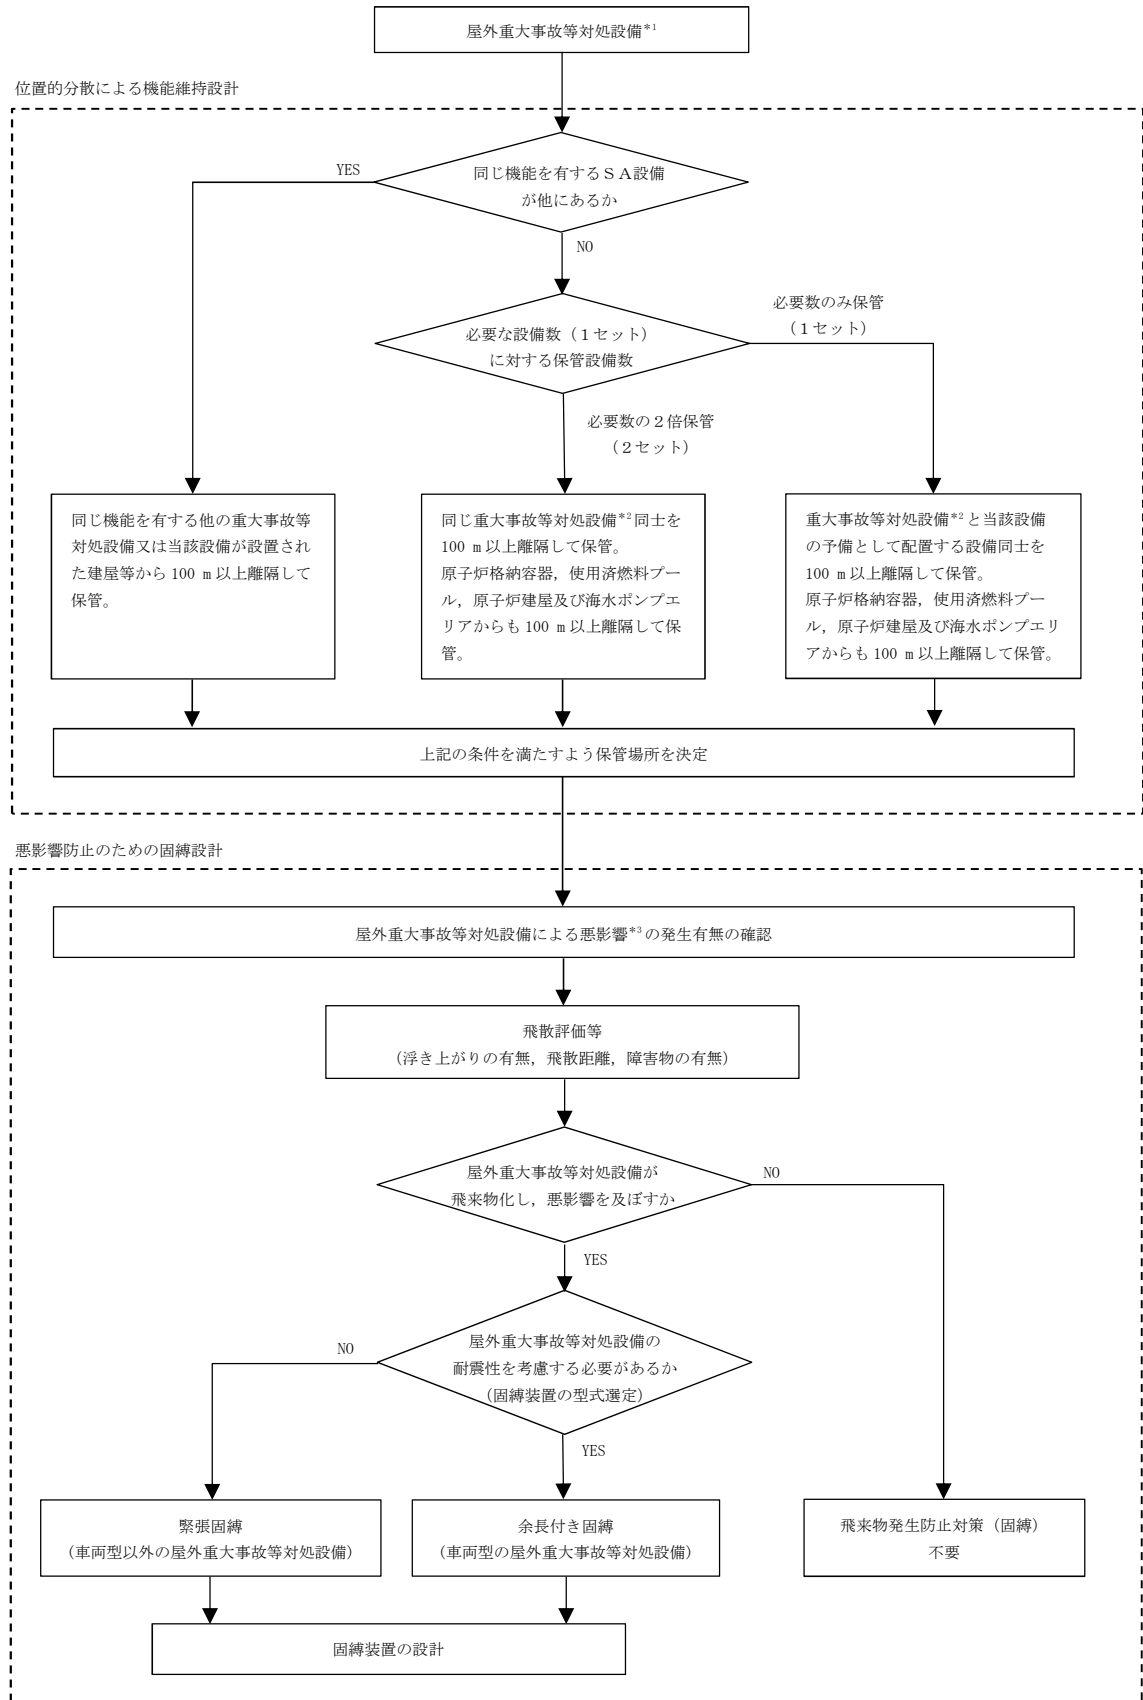 屋外重大事故等対処設備*1
位置的分散による機能維持設計
同じ機能を有するSA設備
が他にあるか
YES
NO
必要な設備数（１セット）
に対する保管設備数
必要数のみ保管
（１セット）
必要数の２倍保管
（２セット）
同じ機能を有する他の重大事故等
対処設備又は当該設備が設置され
た建屋等から 100 m 以上離隔して
保管。
同じ重大事故等対処設備*2 同士を
100 m 以上離隔して保管。
原子炉格納容器，使用済燃料プー
ル，原子炉建屋及び海水ポンプエ
リアからも 100 m 以上離隔して保
管。
重大事故等対処設備*2 と当該設備
の予備として配置する設備同士を
100 m 以上離隔して保管。
原子炉格納容器，使用済燃料プー
ル，原子炉建屋及び海水ポンプエリ
アからも 100 m 以上離隔して保管。
上記の条件を満たすよう保管場所を決定
悪影響防止のための固縛設計
屋外重大事故等対処設備による悪影響*3 の発生有無の確認
飛散評価等
（浮き上がりの有無，飛散距離，障害物の有無）
屋外重大事故等対処設備が
飛来物化し，悪影響を及ぼすか
NO
YES
屋外重大事故等対処設備の
耐震性を考慮する必要があるか
（固縛装置の型式選定）
NO
YES
緊張固縛
（車両型以外の屋外重大事故等対処設備）
余長付き固縛
（車両型の屋外重大事故等対処設備）
飛来物発生防止対策（固縛）
不要
固縛装置の設計